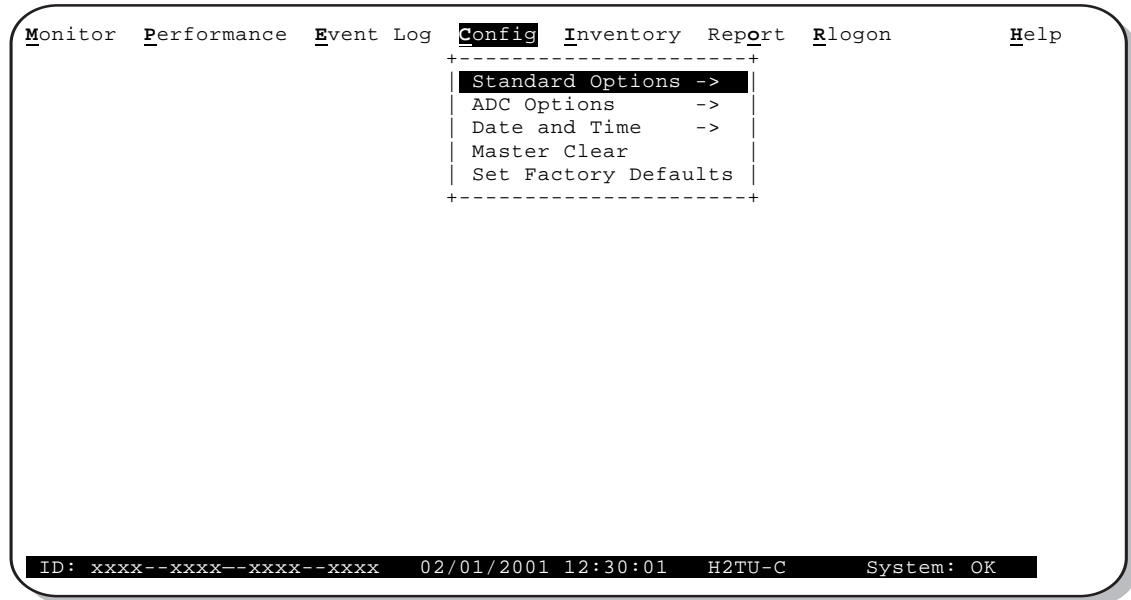 Monitor  Performance  Event Log  Config  Inventory  Report  Rlogon         Help
+----------------------+
| Standard Options ->  |
| ADC Options      ->  |
| Date and Time    ->  |
| Master Clear         |
| Set Factory Defaults |
+----------------------+
ID: xxxx--xxxx—-xxxx--xxxx   02/01/2001 12:30:01   H2TU-C      System: OK